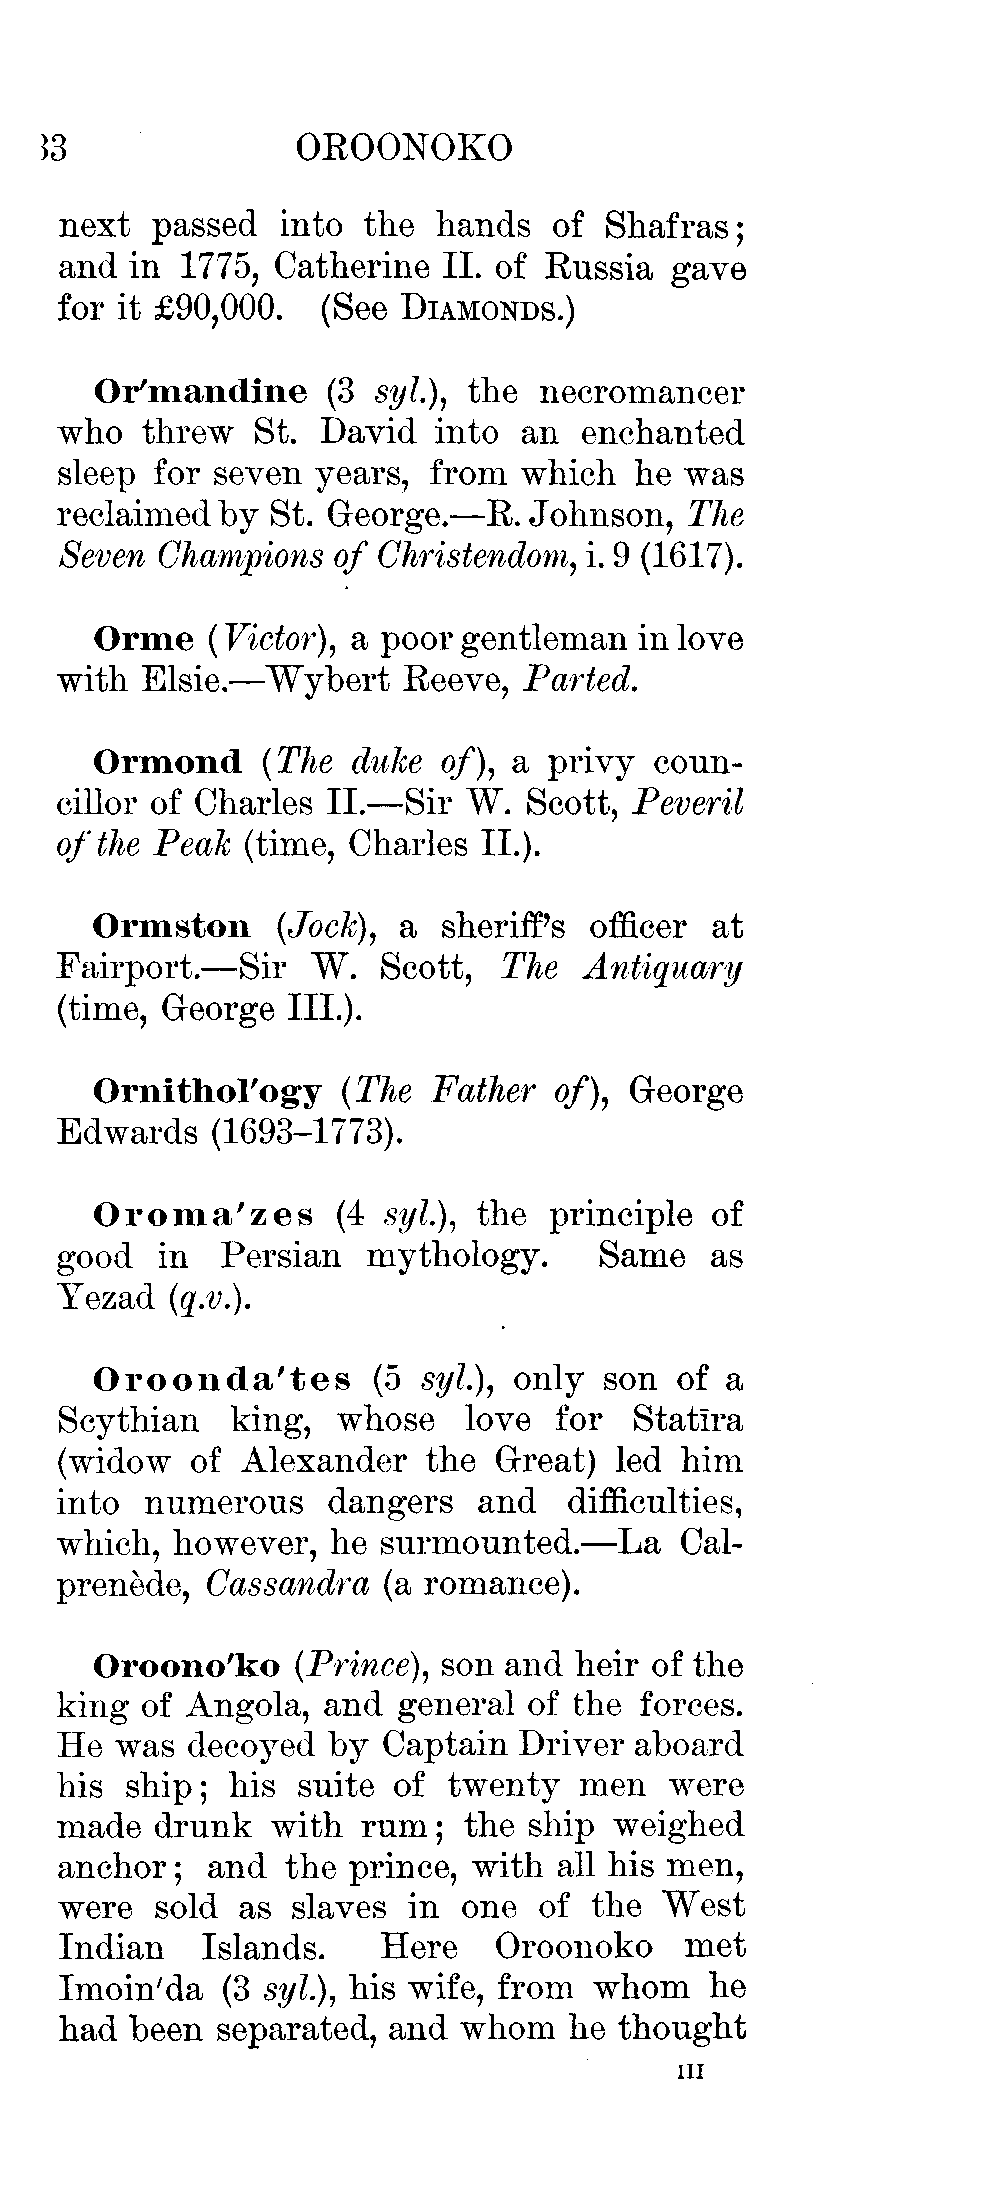 33 OROONOKO
next passed into the hands of Shafras;
and in 1775, Catherine II. of Russia gave
for it £90,000. (See DIAMONDS.)
Or'mandine (3 syl.), the necromancer
who threw St. David into an enchanted
sleep for seven years, from which he was
reclaimed by St. George.—R. Johnson, The
Seven Champions of Christendom, i. 9 (1617).
Orme (Victor), a poor gentleman in love
with Elsie.—Wybert Reeve, Parted.
Ormond (The duke of), a privy coun-
cillor of Charles II.—Sir W. Scott, Peveril
of the Peak (time, Charles II.).
Ormston (Jock), a sheriff's officer at
Fairport.—Sir W. Scott, The Antiquary
(time, George III.).
Ornithol'ogy (The Father of), George
Edwards (1693–1773).
Oroma'zes (4 syl.), the principle of
good in Persian mythology. Same as
Yezad (q.v.).
Oroonda'tes (5 syl.), only son of a
Scythian king, whose love for Statīra
(widow of Alexander the Great) led him
into numerous dangers and difficulties,
which, however, he surmounted.—La Cal-
prenède, Cassandra (a romance).
Oroono'ko (Prince), son and heir of the
king of Angola, and general of the forces.
He was decoyed by Captain Driver aboard
his ship; his suite of twenty men were
made drunk with rum; the ship weighed
anchor; and the prince, with all his men,
were sold as slaves in one of the West
Indian Islands. Here Oroonoko met
Imoin'da (3 syl.), his wife, from whom he
had been separated, and whom he thought
III